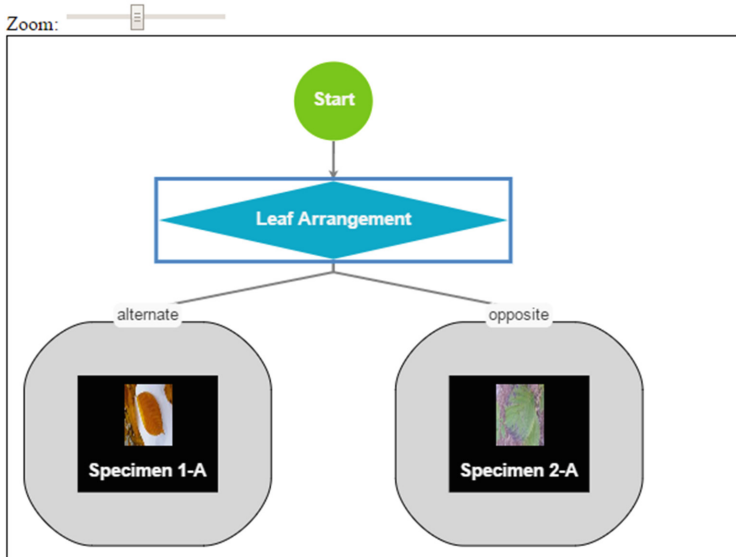 Zoom:
Start
Leaf Arrangement
alternate
opposite
Specimen 1-A
Specimen 2-A